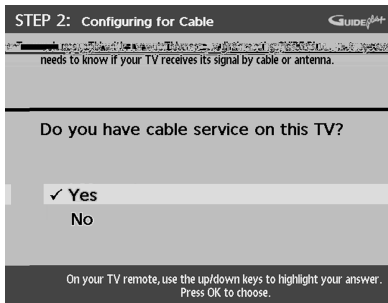 STEP 2: Configuring for Cable
GUIDE Plus+
needs to know if your TV receives its signal by cable or antenna.
Do you have cable service on this TV?
✓ Yes
No
On your TV remote, use the up/down keys to highlight your answer.
Press OK to choose.